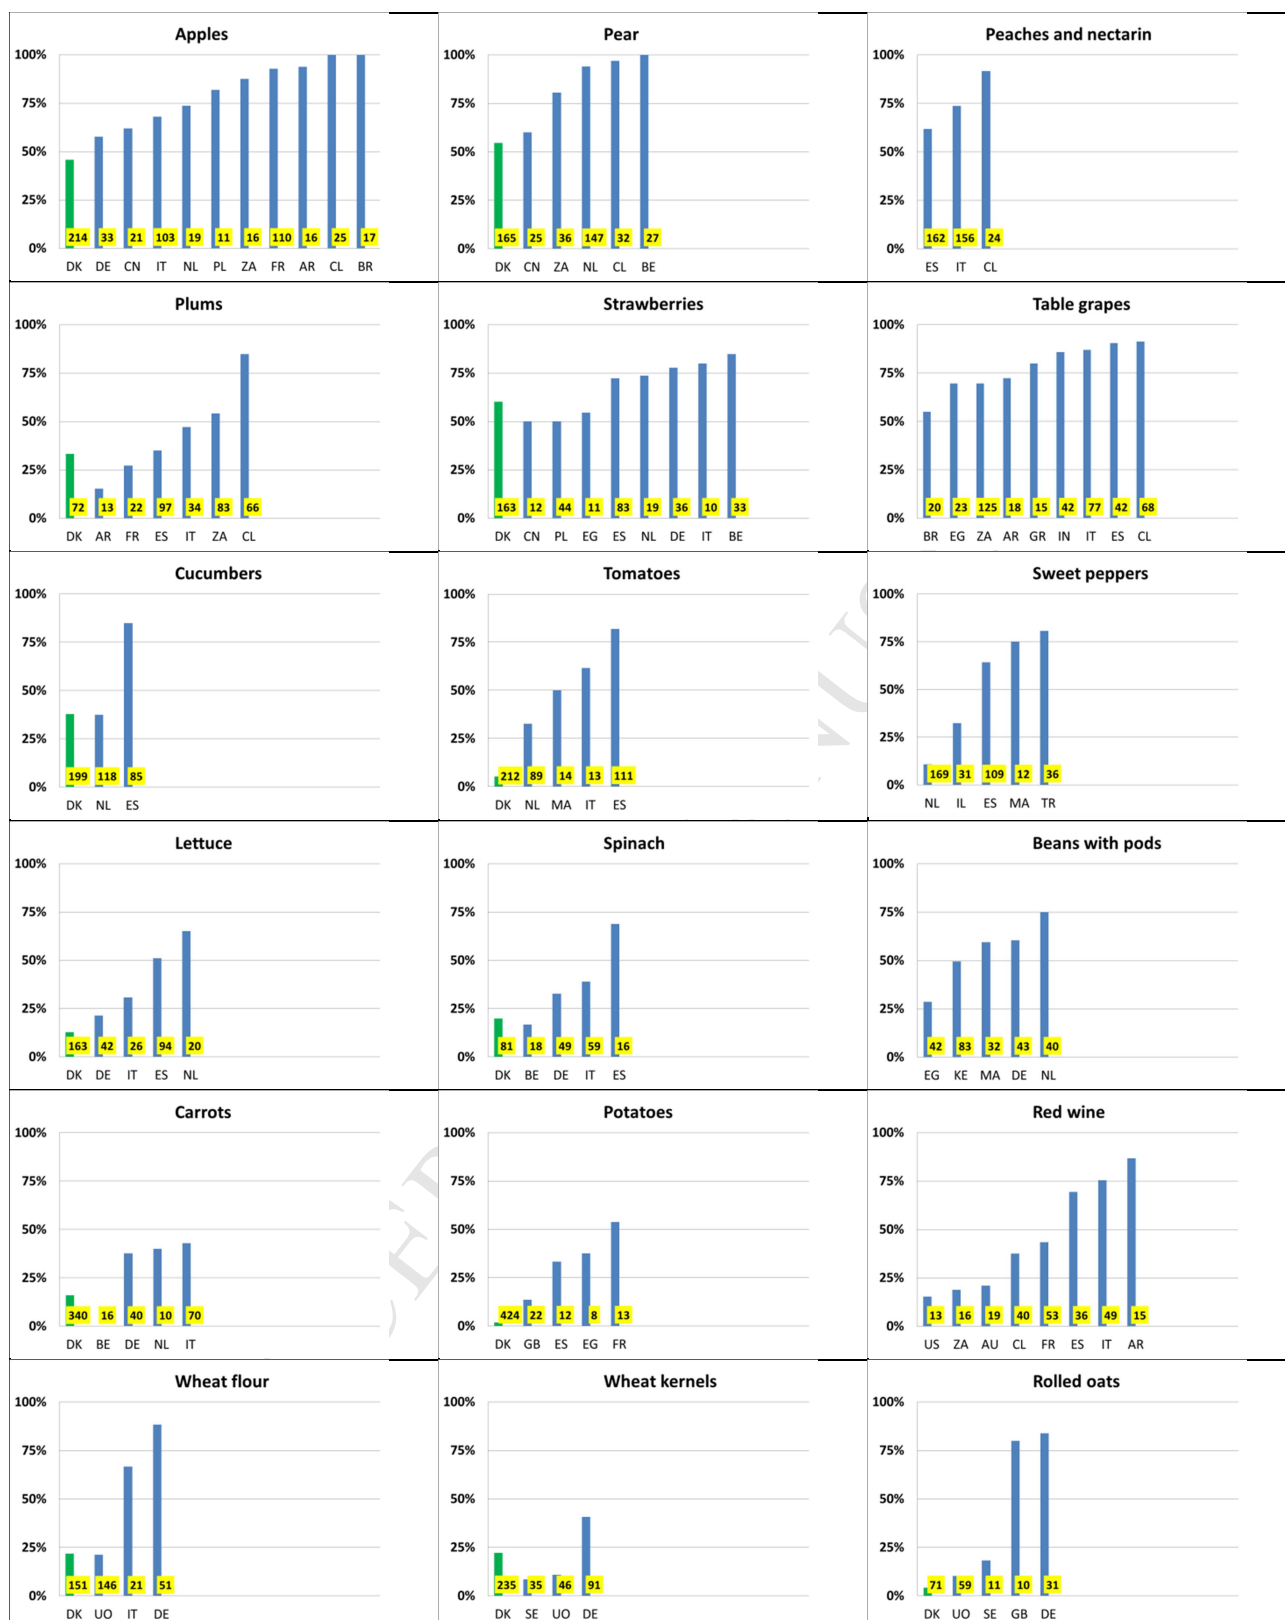 Apples
100%
75%
50%
25%
0%
214 33 21 103 19 11 16 110 16 25 17
DK DE CN IT NL PL ZA FR AR CL BR
Pear
100%
75%
50%
25%
0%
165 25 36 147 32 27
DK CN ZA NL CL BE
Peaches and nectarin
100%
75%
50%
25%
0%
162 156 24
ES IT CL
Plums
100%
75%
50%
25%
0%
72 13 22 97 34 83 66
DK AR FR ES IT ZA CL
Strawberries
100%
75%
50%
25%
0%
163 12 44 11 83 19 36 10 33
DK CN PL EG ES NL DE IT BE
Table grapes
100%
75%
50%
25%
0%
20 23 125 18 15 42 77 42 68
BR EG ZA AR GR IN IT ES CL
Cucumbers
100%
75%
50%
25%
0%
199 118 85
DK NL ES
Tomatoes
100%
75%
50%
25%
0%
212 89 14 13 111
DK NL MA IT ES
Sweet peppers
100%
75%
50%
25%
0%
169 31 109 12 36
NL IL ES MA TR
Lettuce
100%
75%
50%
25%
0%
163 42 26 94 20
DK DE IT ES NL
Spinach
100%
75%
50%
25%
0%
81 18 49 59 16
DK BE DE IT ES
Beans with pods
100%
75%
50%
25%
0%
42 83 32 43 40
EG KE MA DE NL
Carrots
100%
75%
50%
25%
0%
340 16 40 10 70
DK BE DE NL IT
Potatoes
100%
75%
50%
25%
0%
424 22 12 8 13
DK GB ES EG FR
Red wine
100%
75%
50%
25%
0%
13 16 19 40 53 36 49 15
US ZA AU CL FR ES IT AR
Wheat flour
100%
75%
50%
25%
0%
151 146 21 51
DK UO IT DE
Wheat kernels
100%
75%
50%
25%
0%
235 35 46 91
DK SE UO DE
Rolled oats
100%
75%
50%
25%
0%
71 59 11 10 31
DK UO SE GB DE